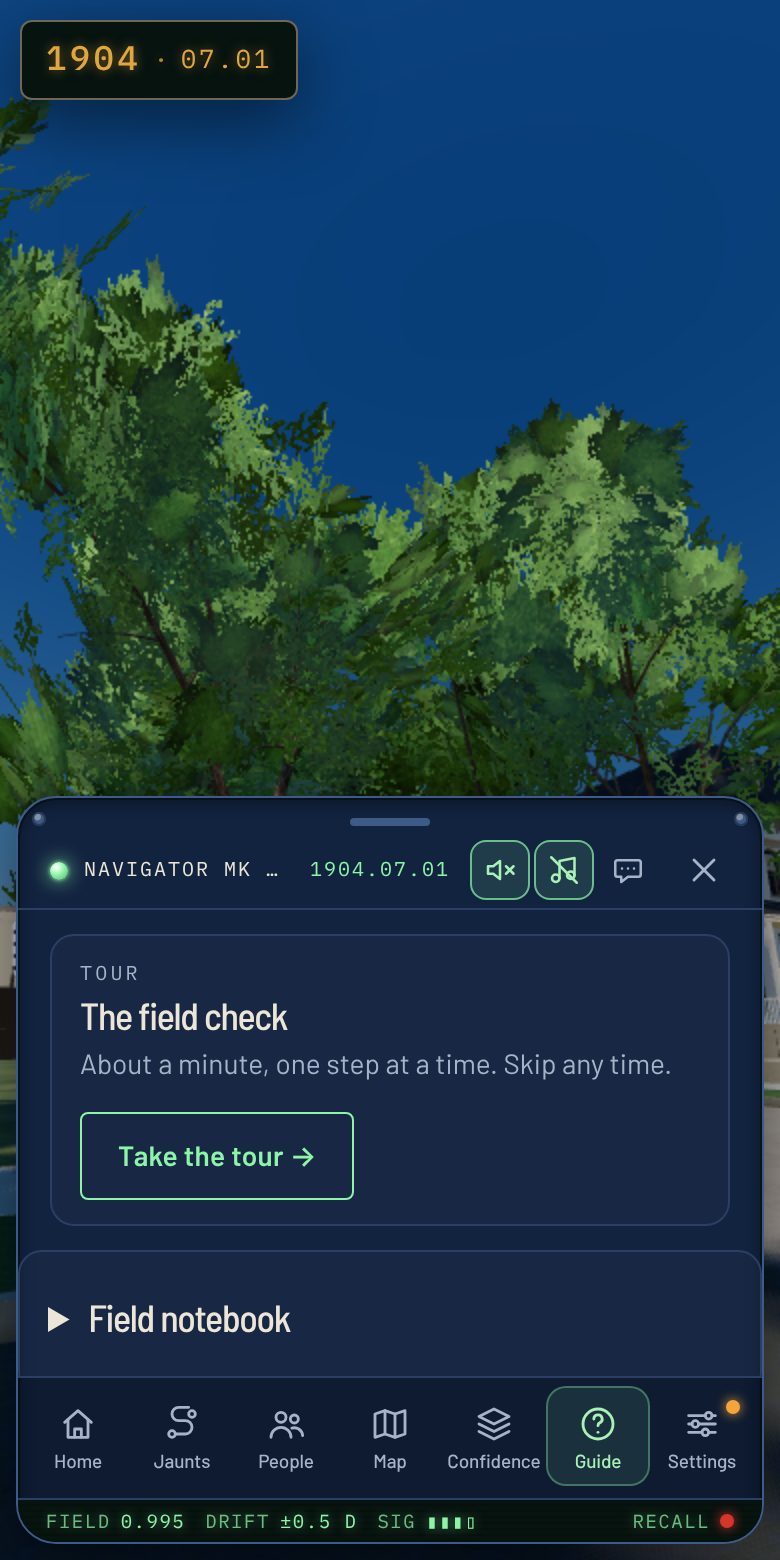 1904 · 07.01
NAVIGATOR MK … 1904.07.01
TOUR
The field check
About a minute, one step at a time. Skip any time.
Take the tour →
▶ Field notebook
Home Jaunts People Map Confidence Guide Settings
FIELD 0.995 DRIFT ±0.5 D SIG ▮▮▮▯ RECALL